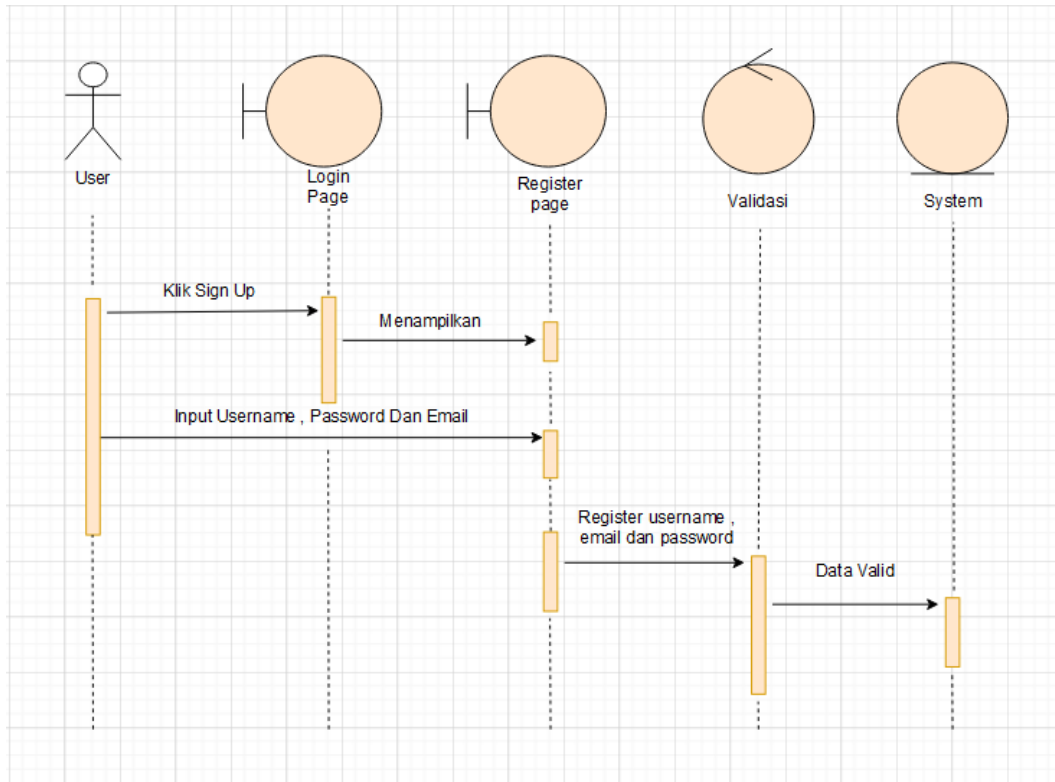 User
Login
Page
Register
page
Validasi
System
Klik Sign Up
Menampilkan
Input Username , Password Dan Email
Register username ,
email dan password
Data Valid